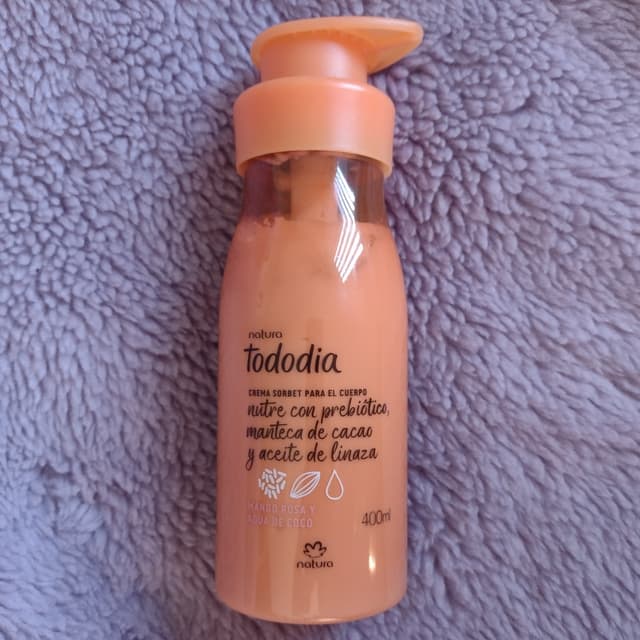 natura
tododia
CREMA SORBET PARA EL CUERPO
nutre con prebiótico,
manteca de cacao
y aceite de linaza
MANGO ROSA Y
AGUA DE COCO
400ml
natura